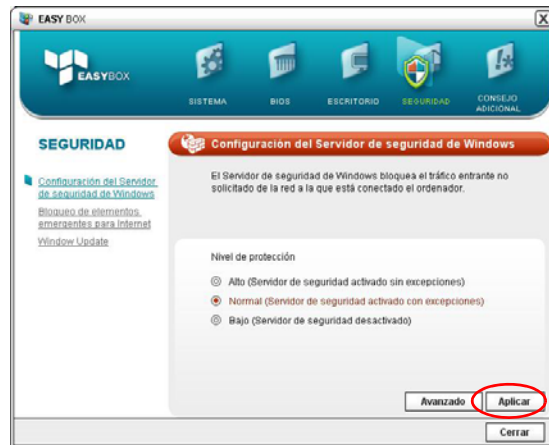 EASY BOX
EASYBOX
SISTEMA
BIOS
ESCRITORIO
SEGURIDAD
CONSEJO
ADICIONAL
SEGURIDAD
Configuración del Servidor
de seguridad de Windows
Bloqueo de elementos
emergentes para Internet
Window Update
Configuración del Servidor de seguridad de Windows
El Servidor de seguridad de Windows bloquea el tráfico entrante no
solicitado de la red a la que está conectado el ordenador.
Nivel de protección
Alto (Servidor de seguridad activado sin excepciones)
Normal (Servidor de seguridad activado con excepciones)
Bajo (Servidor de seguridad desactivado)
Avanzado
Aplicar
Cerrar